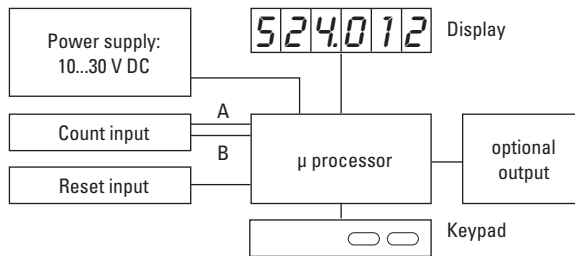 Power supply:
10...30 V DC
524.012
Display
A
Count input
B
µ processor
optional
output
Reset input
Keypad